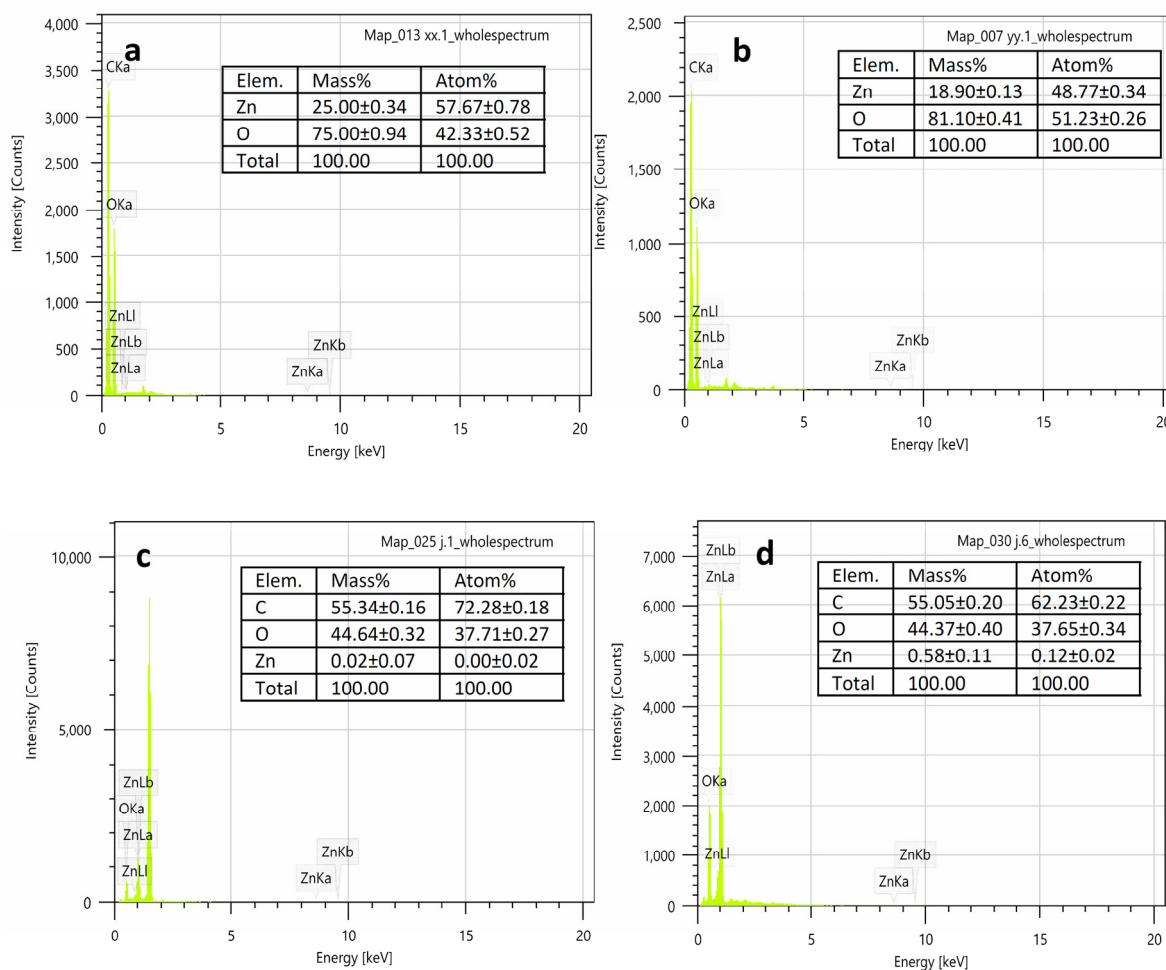 a
Map_013 xx.1_wholespectrum
Intensity [Counts]
4,000
3,500
3,000
2,500
2,000
1,500
1,000
500
0
CKa
OKa
ZnLl
ZnLb
ZnLa
ZnKb
ZnKa
Elem. Mass% Atom%
Zn 25.00±0.34 57.67±0.78
O 75.00±0.94 42.33±0.52
Total 100.00 100.00
0 5 10 15 20
Energy [keV]
b
Map_007 yy.1_wholespectrum
Intensity [Counts]
2,500
2,000
1,500
1,000
500
0
CKa
OKa
ZnLl
ZnLb
ZnLa
ZnKb
ZnKa
Elem. Mass% Atom%
Zn 18.90±0.13 48.77±0.34
O 81.10±0.41 51.23±0.26
Total 100.00 100.00
0 5 10 15 20
Energy [keV]
c
Map_025 j.1_wholespectrum
Intensity [Counts]
10,000
5,000
0
ZnLb
OKa
ZnLa
ZnLl
ZnKb
ZnKa
Elem. Mass% Atom%
C 55.34±0.16 72.28±0.18
O 44.64±0.32 37.71±0.27
Zn 0.02±0.07 0.00±0.02
Total 100.00 100.00
0 5 10 15 20
Energy [keV]
d
Map_030 j.6_wholespectrum
Intensity [Counts]
7,000
6,000
5,000
4,000
3,000
2,000
1,000
0
ZnLb
ZnLa
OKa
ZnLl
ZnKb
ZnKa
Elem. Mass% Atom%
C 55.05±0.20 62.23±0.22
O 44.37±0.40 37.65±0.34
Zn 0.58±0.11 0.12±0.02
Total 100.00 100.00
0 5 10 15 20
Energy [keV]